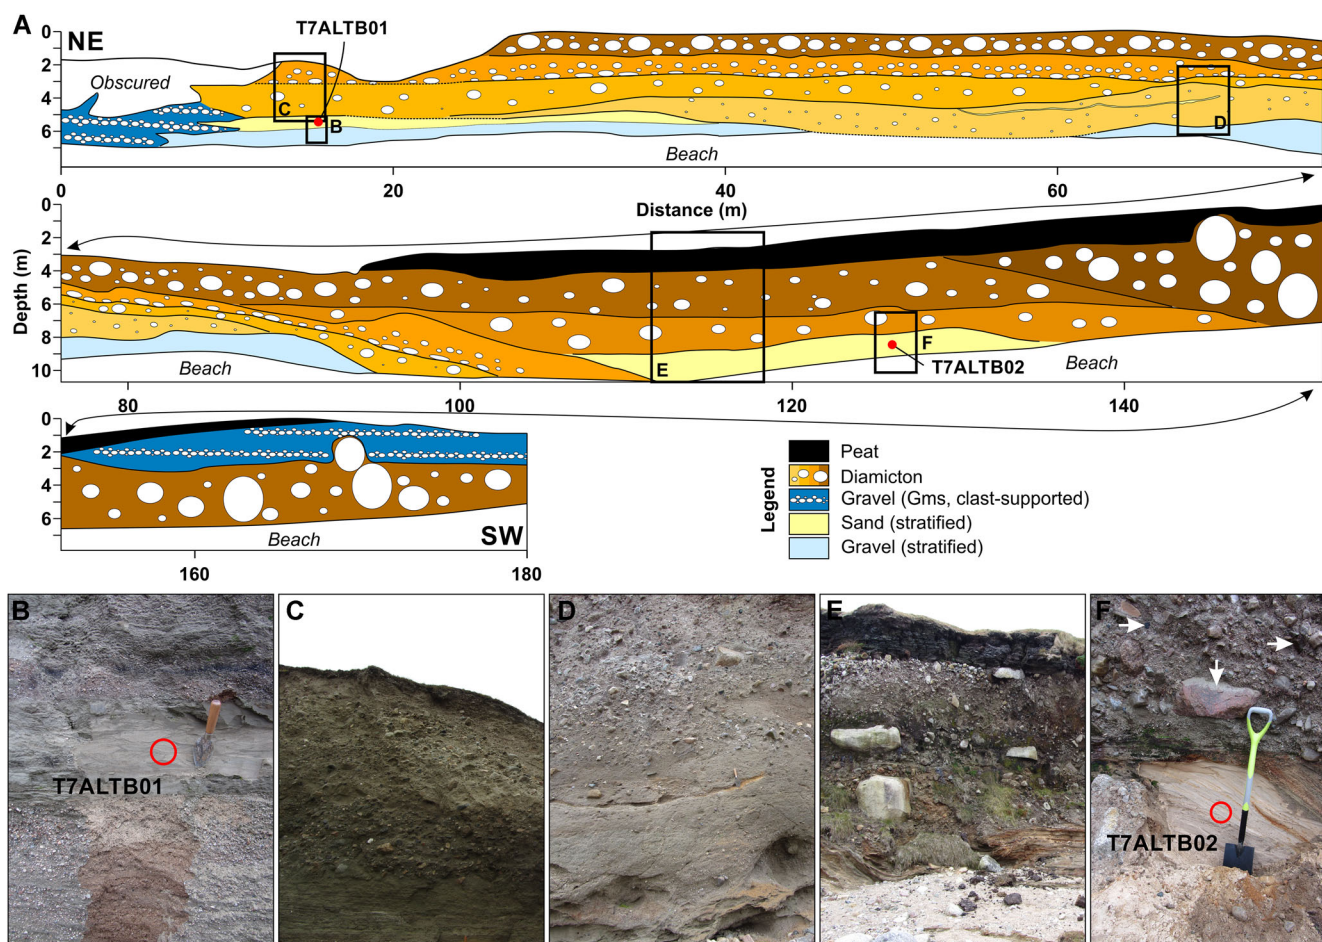 A
NE
T7ALTB01
0
2
4
6
Obscured
C
B
D
Beach
0
20
40
60
Distance (m)
Depth (m)
0
2
4
6
8
10
Beach
E
F
T7ALTB02
Beach
80
100
120
140
0
2
4
6
Beach
SW
160
180
Legend
Peat
Diamicton
Gravel (Gms, clast-supported)
Sand (stratified)
Gravel (stratified)
B
T7ALTB01
C
D
E
F
T7ALTB02